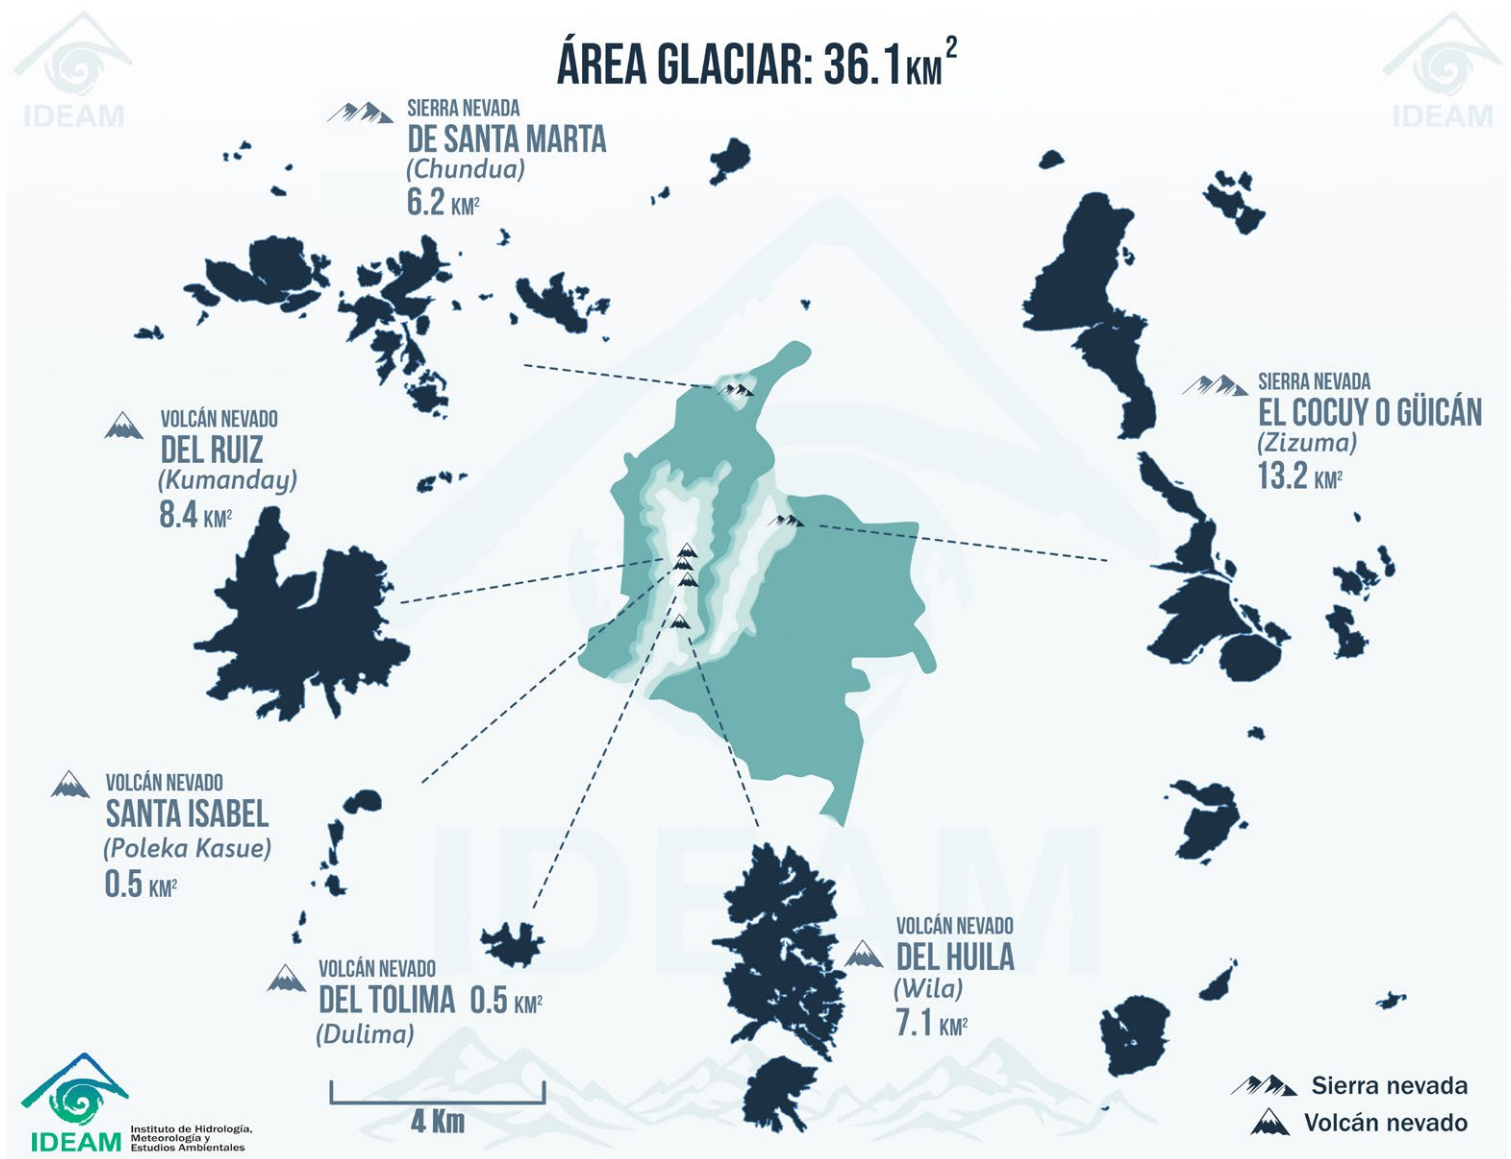 ÁREA GLACIAR: 36.1KM²
IDEAM
IDEAM
SIERRA NEVADA
DE SANTA MARTA
(Chundua)
6.2 KM²
SIERRA NEVADA
EL COCUY O GÜICÁN
(Zizuma)
13.2 KM²
VOLCÁN NEVADO
DEL RUIZ
(Kumanday)
8.4 KM²
VOLCÁN NEVADO
SANTA ISABEL
(Poleka Kasue)
0.5 KM²
IDEAM
VOLCÁN NEVADO
DEL TOLIMA 0.5 KM²
(Dulima)
VOLCÁN NEVADO
DEL HUILA
(Wila)
7.1 KM²
4 Km
Sierra nevada
Volcán nevado
IDEAM
Instituto de Hidrología,
Meteorología y
Estudios Ambientales